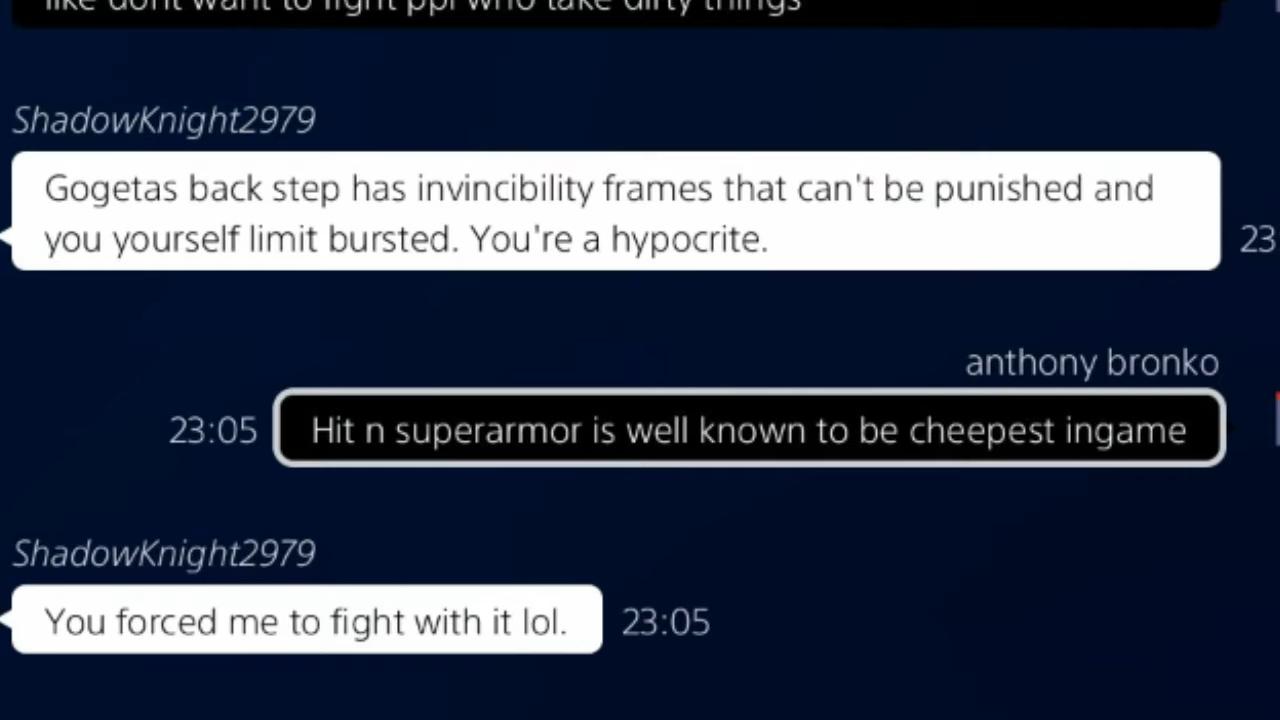 like dont want to fight ppl who take dirty things
ShadowKnight2979
Gogetas back step has invincibility frames that can't be punished and
you yourself limit bursted. You're a hypocrite.
23
anthony bronko
23:05
Hit n superarmor is well known to be cheepest ingame
ShadowKnight2979
You forced me to fight with it lol.
23:05